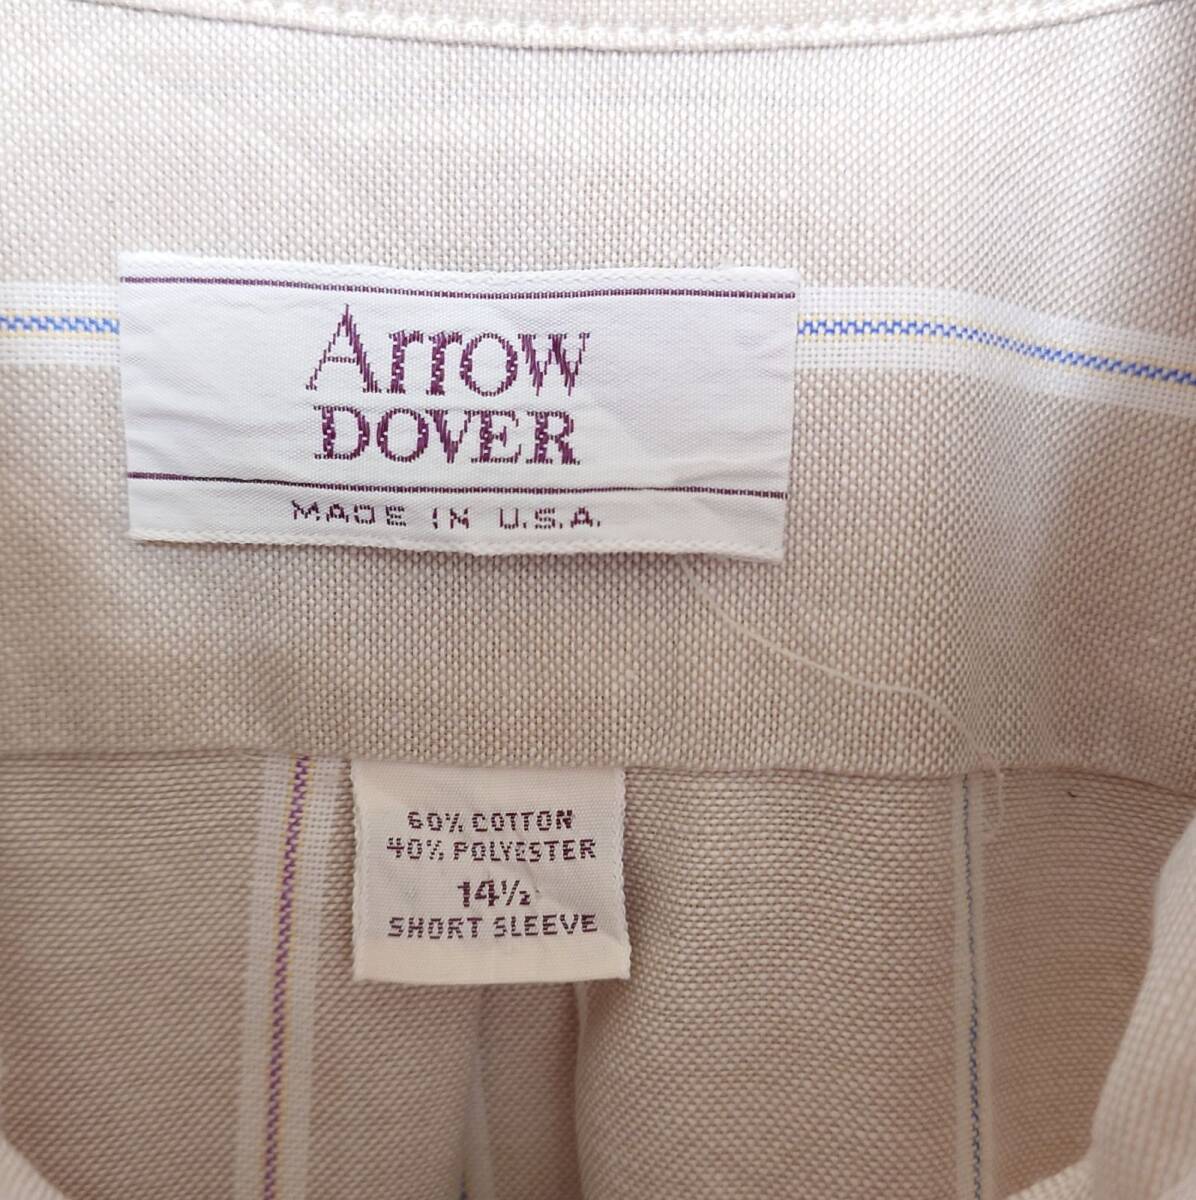 Arrow
DOVER
MADE IN U.S.A.
60% COTTON
40% POLYESTER
14½
SHORT SLEEVE